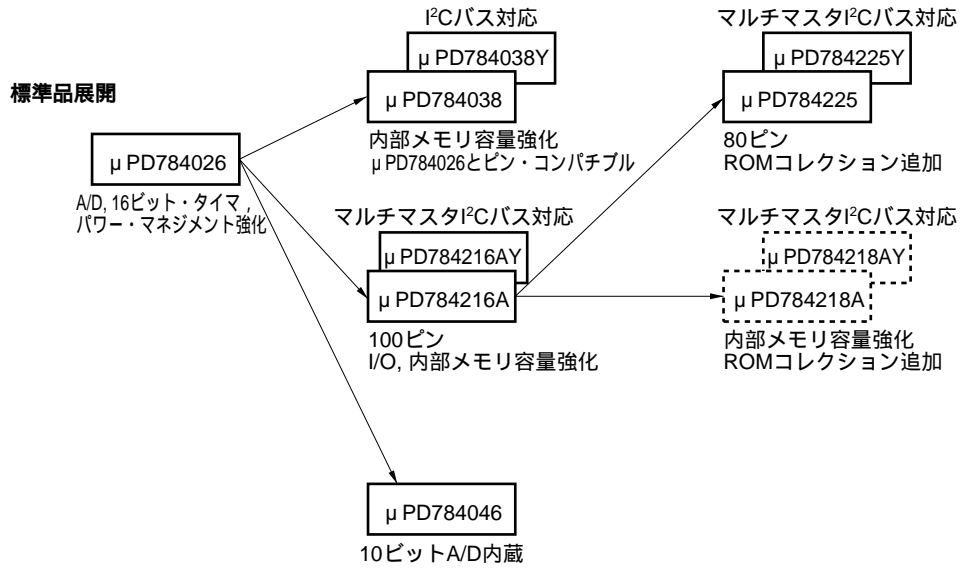 標準品展開
μPD784026
A/D, 16ビット・タイマ,
パワー・マネジメント強化
I²Cバス対応
μPD784038Y
μPD784038
内部メモリ容量強化
μPD784026とピン・コンパチブル
マルチマスタI²Cバス対応
μPD784216AY
μPD784216A
100ピン
I/O, 内部メモリ容量強化
μPD784046
10ビットA/D内蔵
マルチマスタI²Cバス対応
μPD784225Y
μPD784225
80ピン
ROMコレクション追加
マルチマスタI²Cバス対応
μPD784218AY
μPD784218A
内部メモリ容量強化
ROMコレクション追加